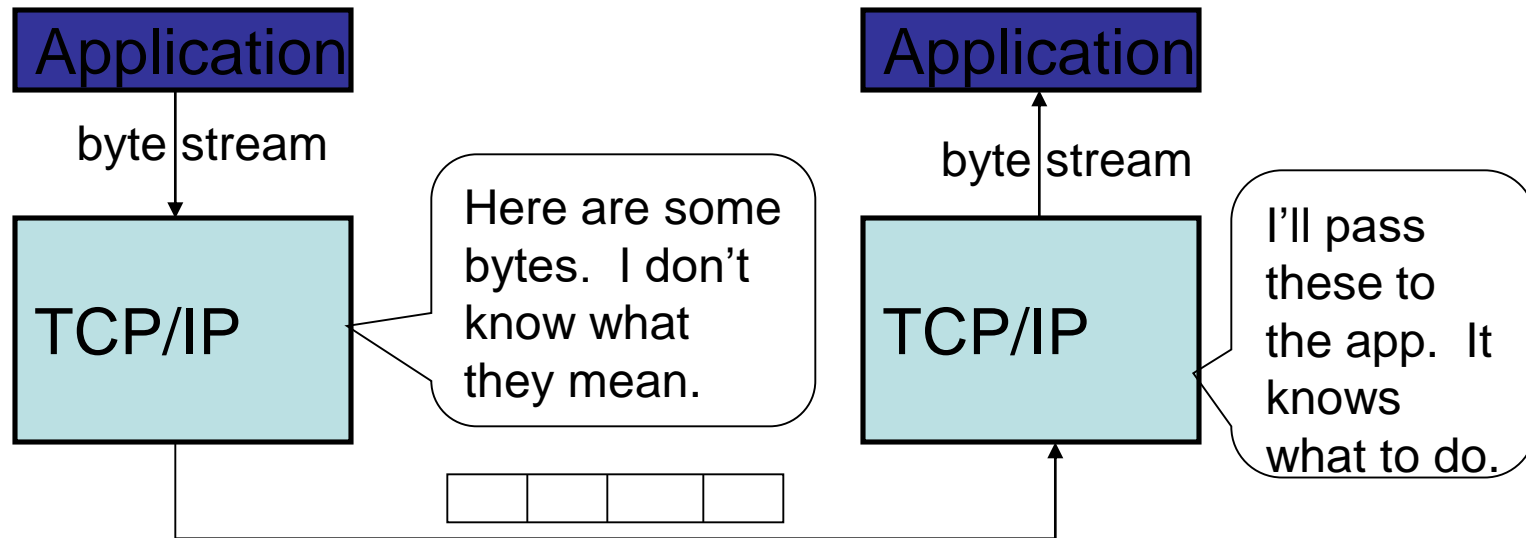 Application
byte stream
TCP/IP
Here are some
bytes.  I don’t
know what
they mean.
Application
byte stream
TCP/IP
I’ll pass
these to
the app.  It
knows
what to do.